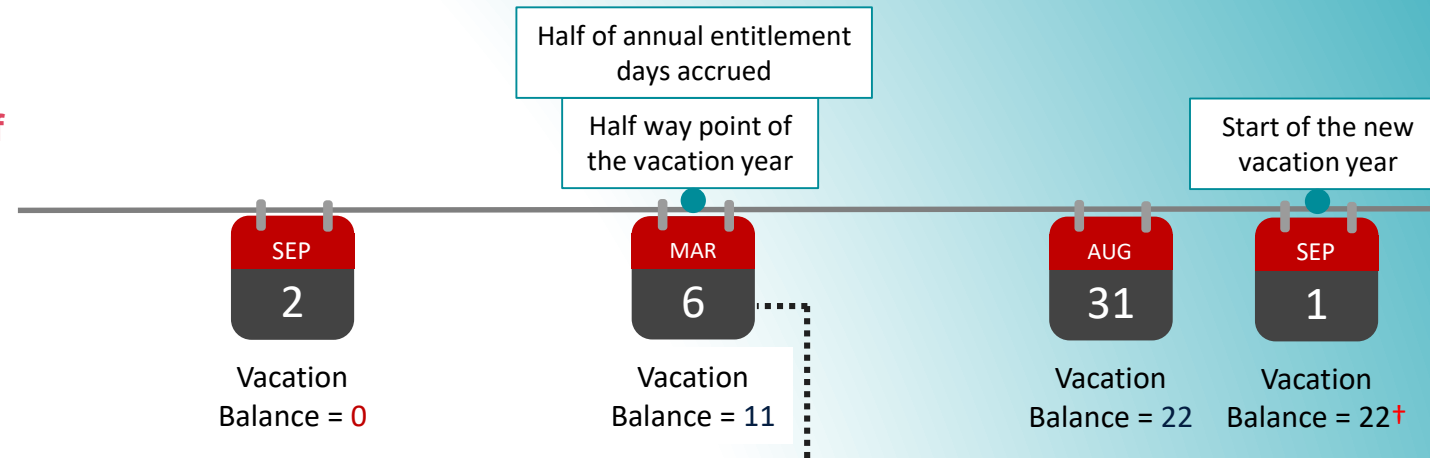 Half of annual entitlement
days accrued
Half way point of
the vacation year
Start of the new
vacation year
SEP
2
Vacation
Balance = 0
MAR
6
Vacation
Balance = 11
AUG
31
Vacation
Balance = 22
SEP
1
Vacation
Balance = 22†